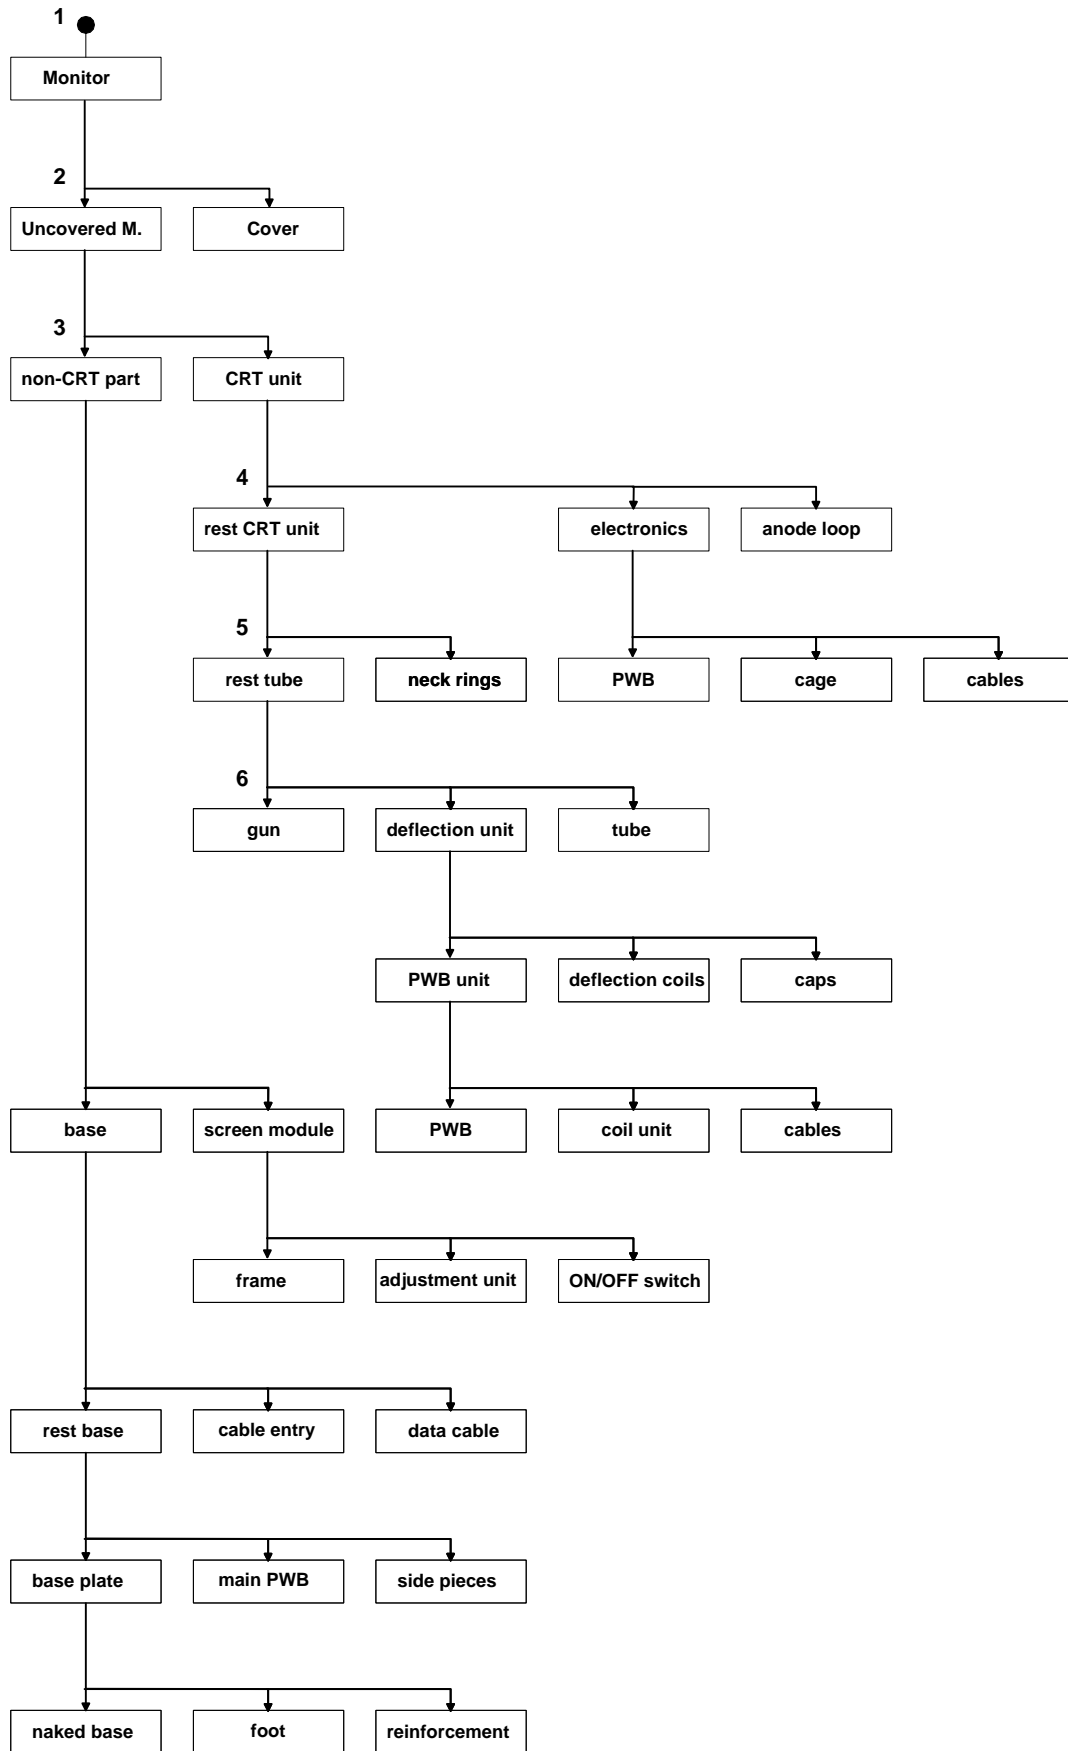 1
Monitor
2
Uncovered M.
Cover
3
non-CRT part
CRT unit
4
rest CRT unit
electronics
anode loop
5
rest tube
neck rings
PWB
cage
cables
6
gun
deflection unit
tube
PWB unit
deflection coils
caps
base
screen module
PWB
coil unit
cables
frame
adjustment unit
ON/OFF switch
rest base
cable entry
data cable
base plate
main PWB
side pieces
naked base
foot
reinforcement